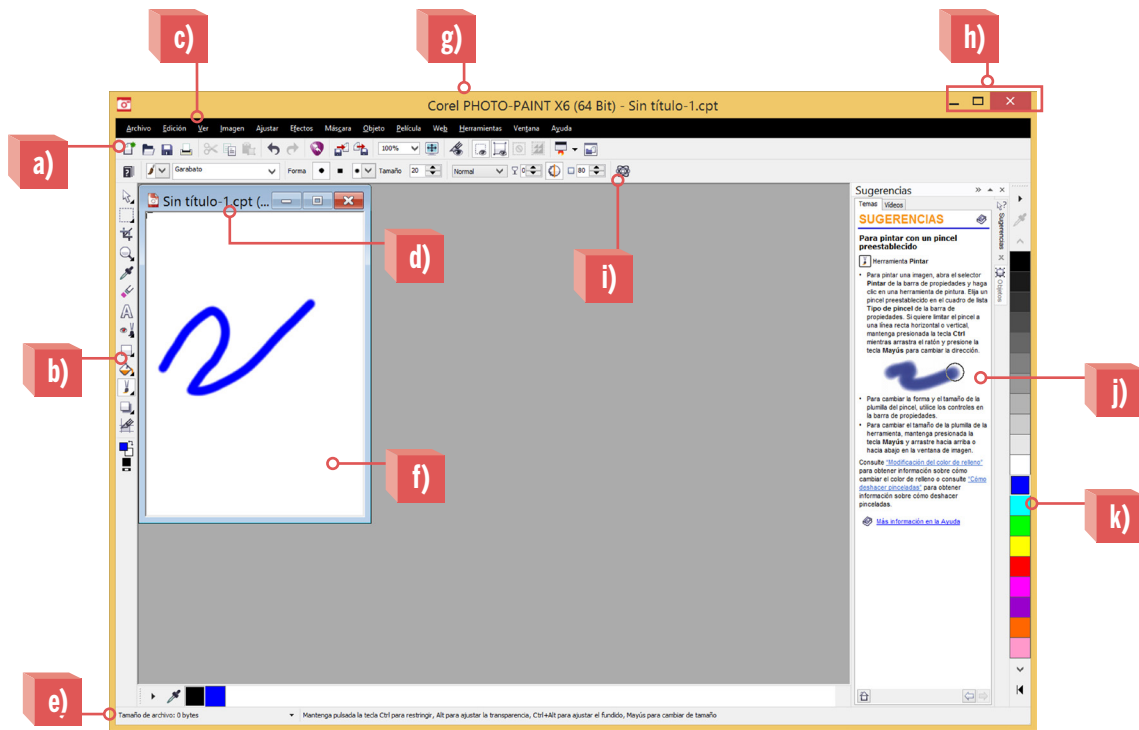 c)
g)
h)
Corel PHOTO-PAINT X6 (64 Bit) - Sin título-1.cpt
Archivo Edición Ver Imagen Ajustar Efectos Máscara Objeto Película Web Herramientas Ventana Ayuda
a)
100%
Garabato Forma Tamaño 20 Normal 0 80
Sin título-1.cpt (...
d)
i)
b)
f)
Sugerencias
Temas Vídeos
SUGERENCIAS
Para pintar con un pincel
preestablecido
Herramienta Pintar
• Para pintar una imagen, abra el selector
Pintar de la barra de propiedades y haga
clic en una herramienta de pintura. Elija un
pincel preestablecido en el cuadro de lista
Tipo de pincel de la barra de
propiedades. Si quiere limitar el pincel a
una línea recta horizontal o vertical,
mantenga presionada la tecla Ctrl
mientras arrastra el ratón y presione la
tecla Mayús para cambiar la dirección.
• Para cambiar la forma y el tamaño de la
plumilla del pincel, utilice los controles en
la barra de propiedades.
• Para cambiar el tamaño de la plumilla de la
herramienta, mantenga presionada la
tecla Mayús y arrastre hacia arriba o
hacia abajo en la ventana de imagen.
Consulte "Modificación del color de relleno"
para obtener información sobre cómo
cambiar el color de relleno o consulte "Cómo
deshacer pinceladas" para obtener
información sobre cómo deshacer
pinceladas.
Más información en la Ayuda
Sugerencias
Objetos
j)
k)
e)
Tamaño de archivo: 0 bytes
Mantenga pulsada la tecla Ctrl para restringir, Alt para ajustar la transparencia, Ctrl+Alt para ajustar el fundido, Mayús para cambiar de tamaño